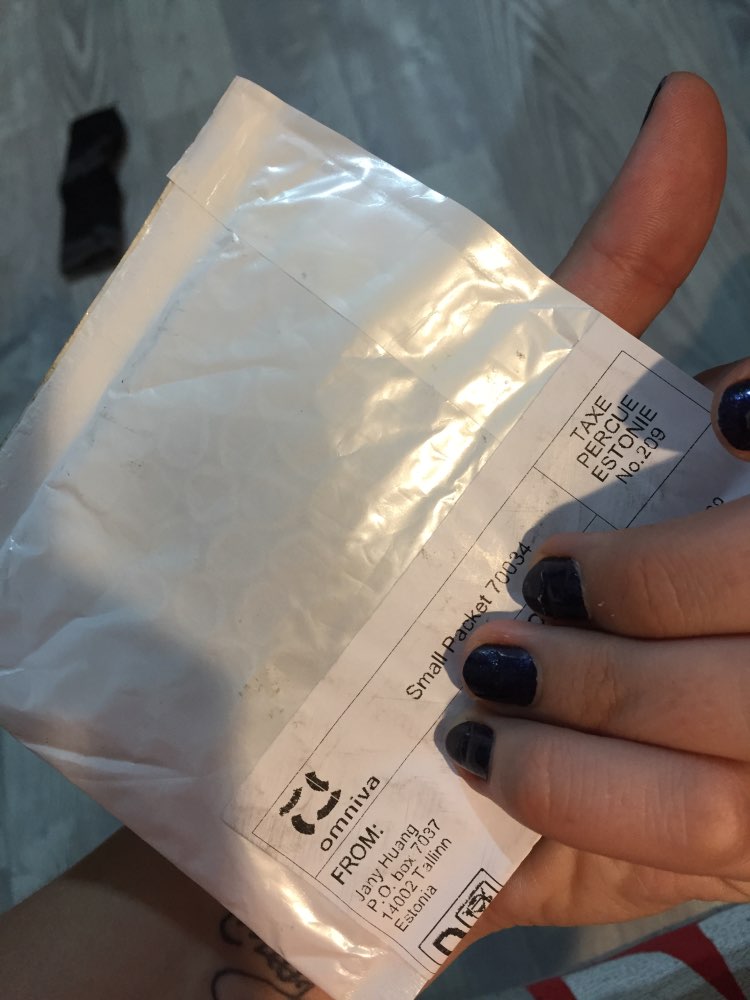 TAXE
PERCUE
ESTONIE
No.209
Small Packet 70034
omniva
FROM:
Jany Huang
P.O. box 7037
14002 Tallinn
Estonia